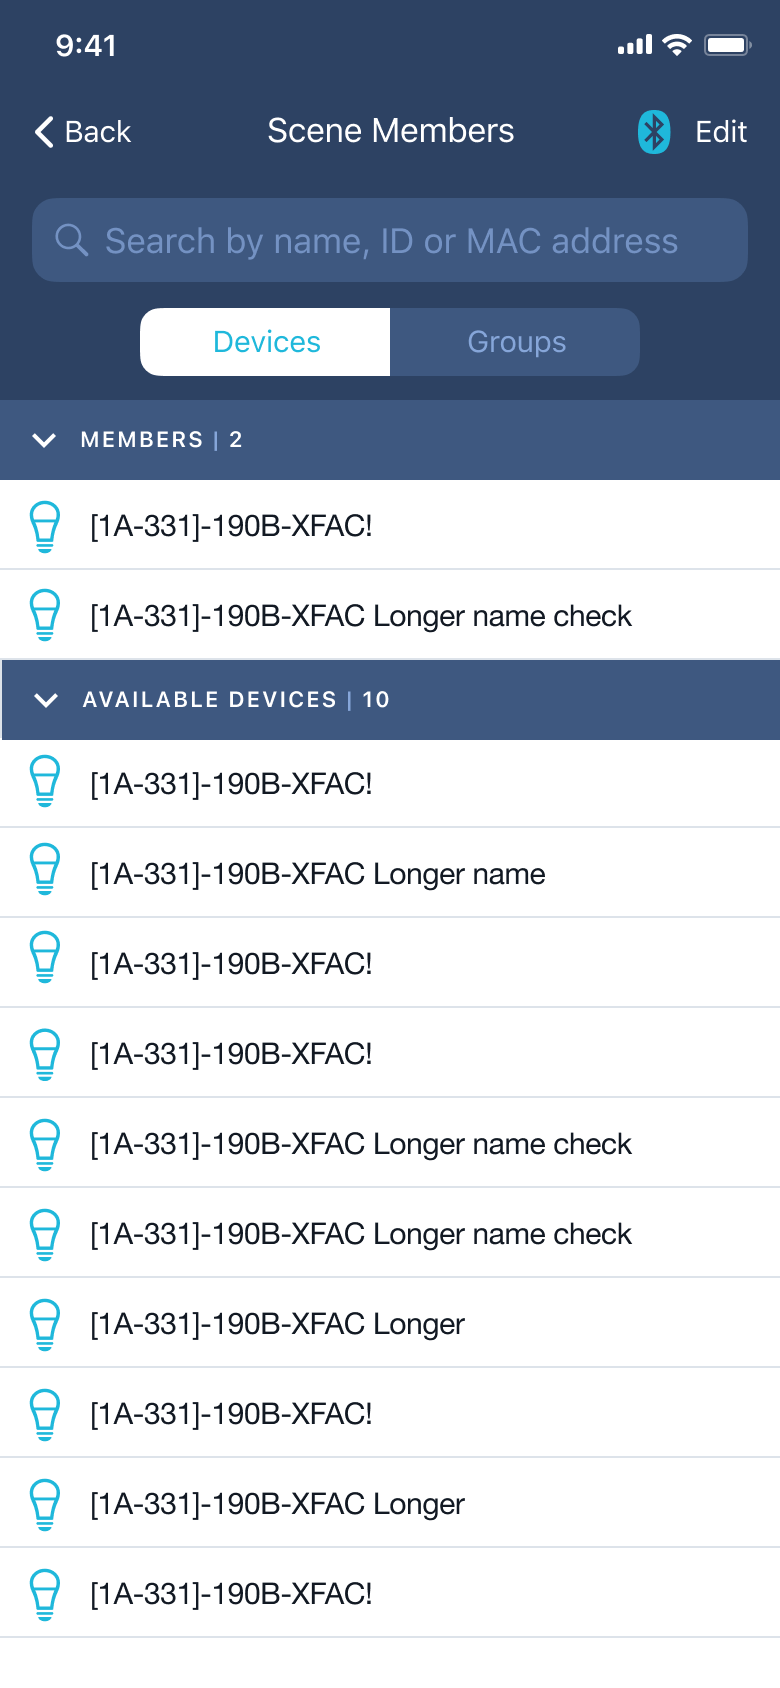 9:41
Back Scene Members Edit
Search by name, ID or MAC address
Devices Groups
MEMBERS | 2
[1A-331]-190B-XFAC!
[1A-331]-190B-XFAC Longer name check
AVAILABLE DEVICES | 10
[1A-331]-190B-XFAC!
[1A-331]-190B-XFAC Longer name
[1A-331]-190B-XFAC!
[1A-331]-190B-XFAC!
[1A-331]-190B-XFAC Longer name check
[1A-331]-190B-XFAC Longer name check
[1A-331]-190B-XFAC Longer
[1A-331]-190B-XFAC!
[1A-331]-190B-XFAC Longer
[1A-331]-190B-XFAC!